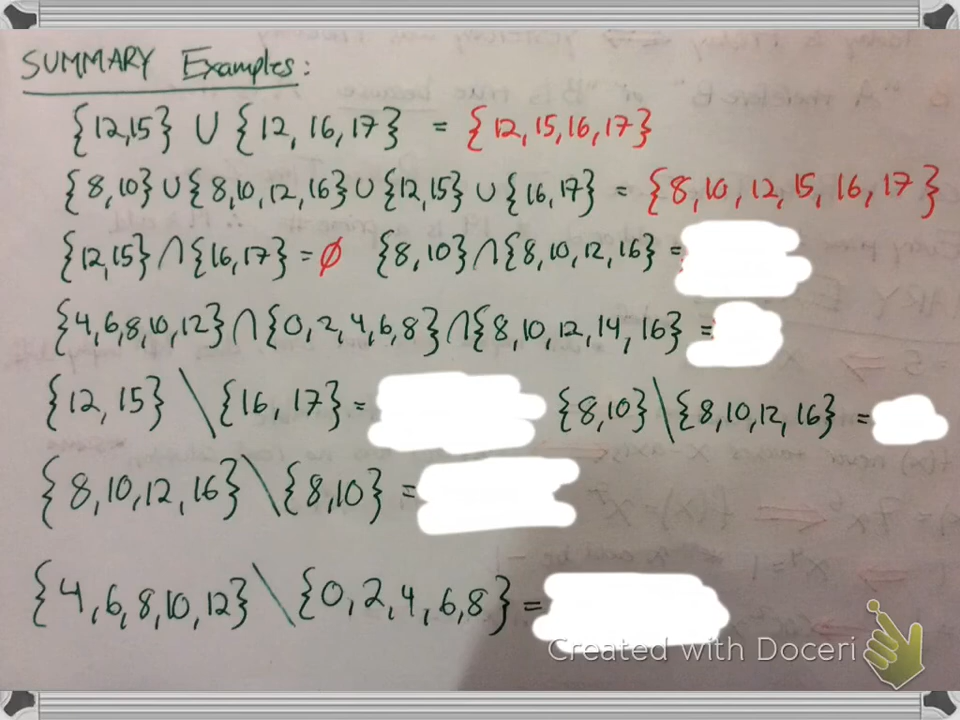 SUMMARY Examples:
{12,15} ∪ {12, 16, 17} = {12, 15, 16, 17}
{8, 10} ∪ {8, 10, 12, 16} ∪ {12, 15} ∪ {16, 17} = {8, 10, 12, 15, 16, 17}
{12, 15} ∩ {16, 17} = ∅ {8, 10} ∩ {8, 10, 12, 16} =
{4, 6, 8, 10, 12} ∩ {0, 2, 4, 6, 8} ∩ {8, 10, 12, 14, 16} =
{12, 15} \ {16, 17} = {8, 10} \ {8, 10, 12, 16} =
{8, 10, 12, 16} \ {8, 10} =
{4, 6, 8, 10, 12} \ {0, 2, 4, 6, 8} =
Created with Doceri